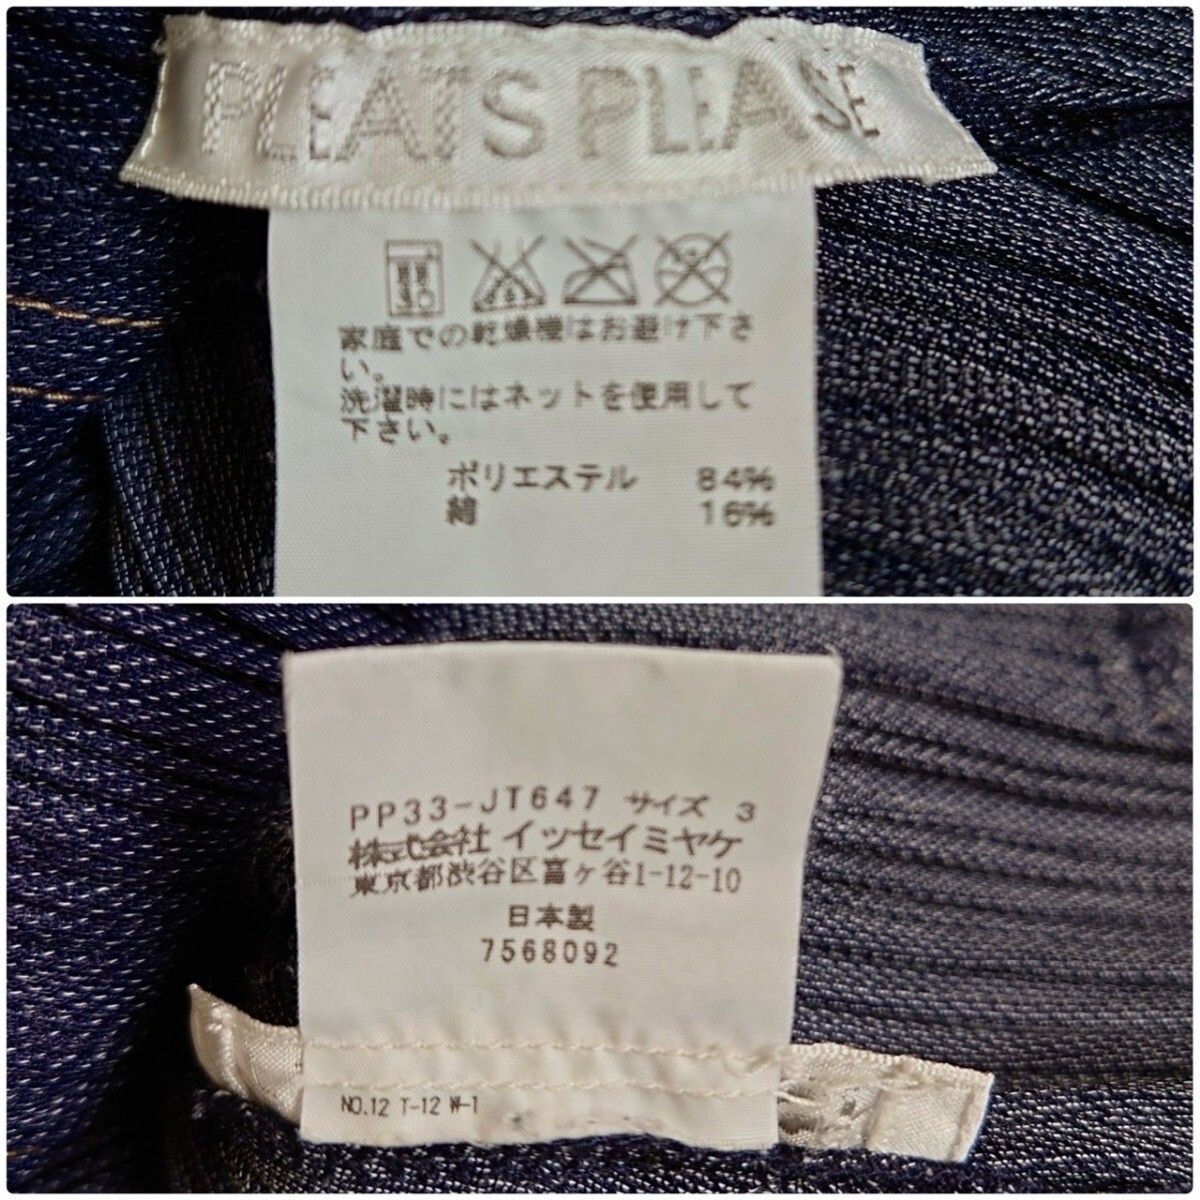 PLEATS PLEASE
家庭での乾燥機はお避け下さ
い。
洗濯時にはネットを使用して
下さい。
ポリエステル 84%
綿 16%
PP33-JT647 サイズ 3
株式会社 イッセイミヤケ
東京都渋谷区富ヶ谷1-12-10
日本製
7568092
NO.12 T-12 W-1